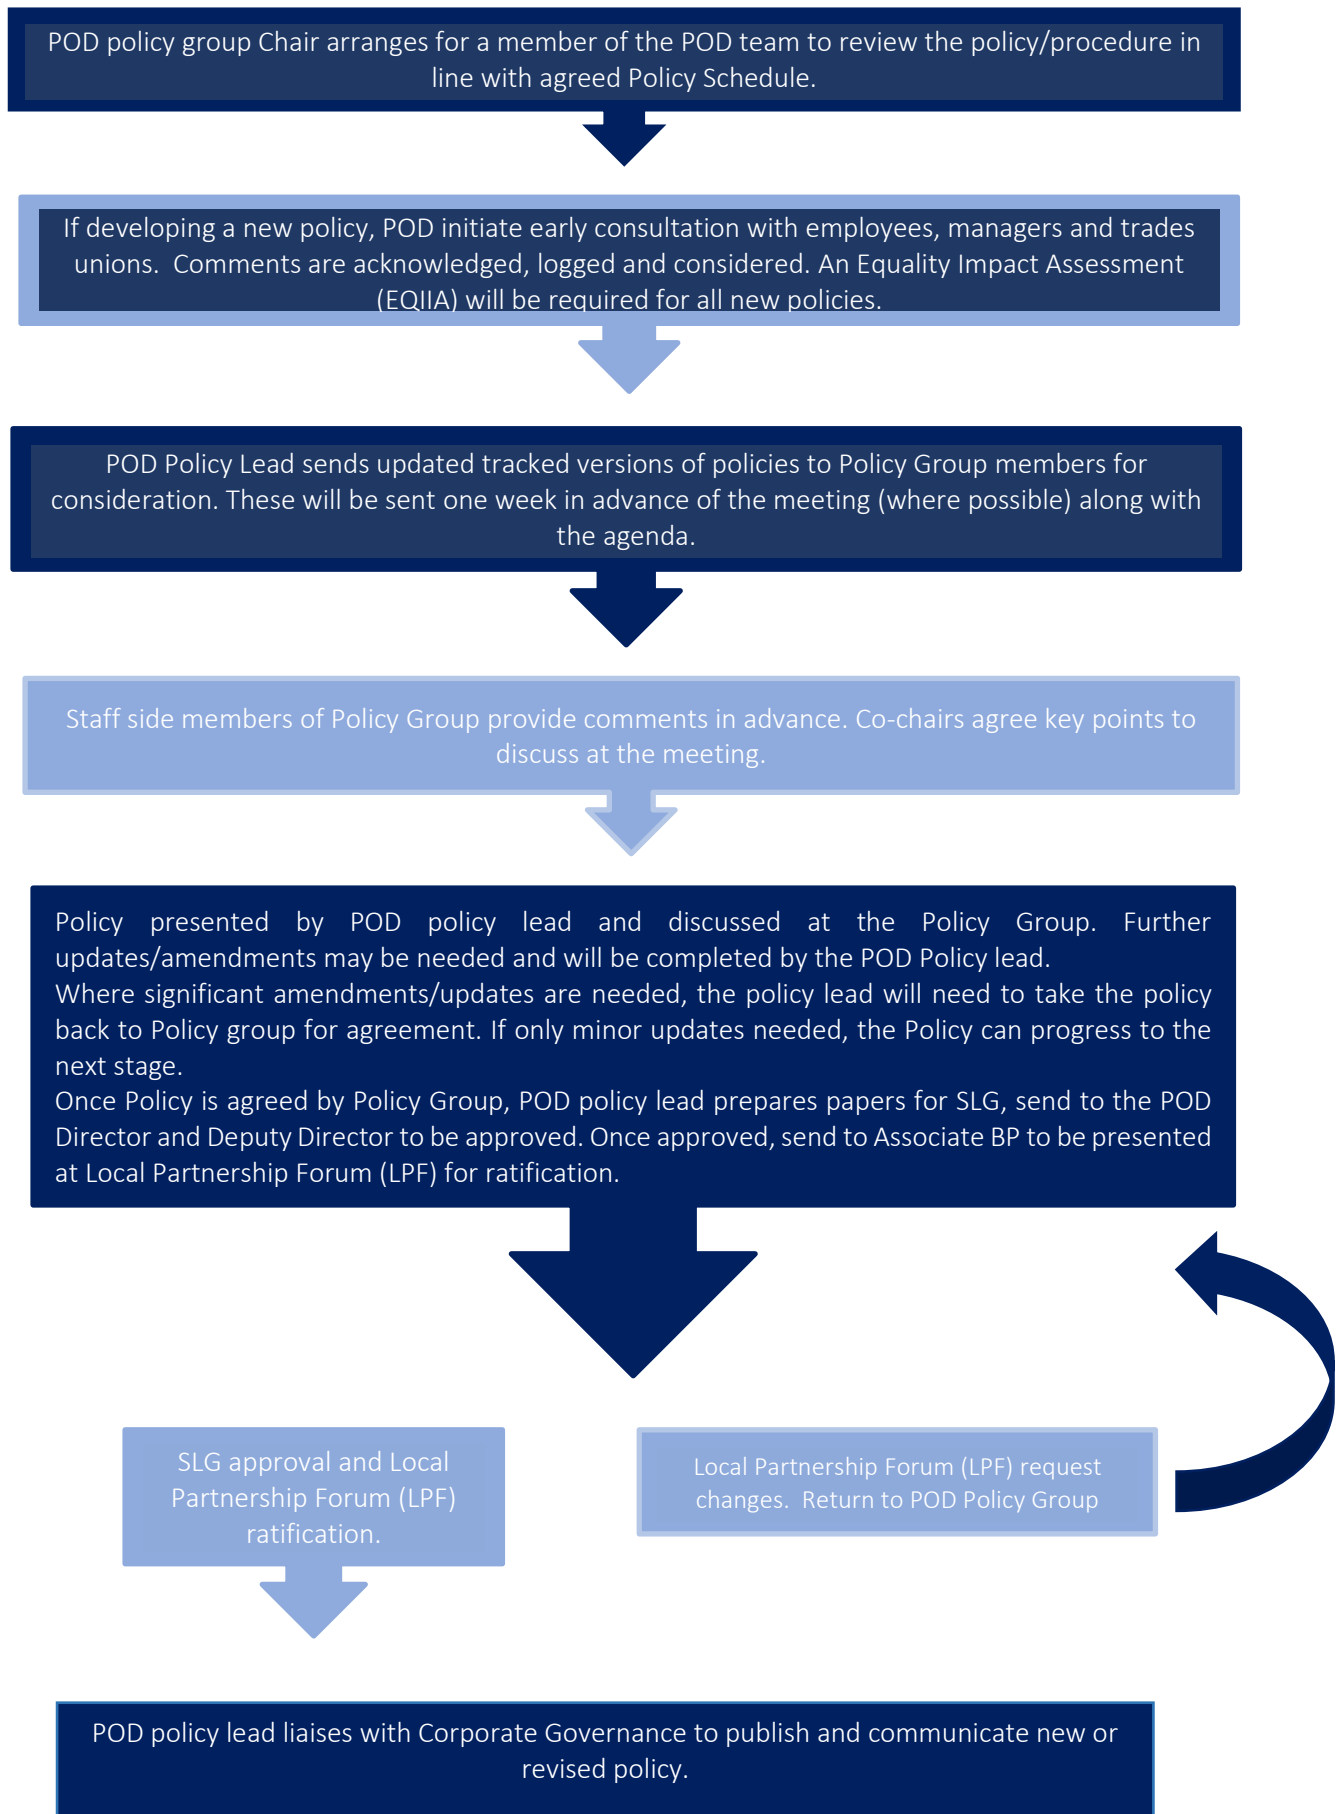 POD policy group Chair arranges for a member of the POD team to review the policy/procedure in
line with agreed Policy Schedule.
If developing a new policy, POD initiate early consultation with employees, managers and trades
unions.  Comments are acknowledged, logged and considered. An Equality Impact Assessment
(EQIIA) will be required for all new policies.
POD Policy Lead sends updated tracked versions of policies to Policy Group members for
consideration. These will be sent one week in advance of the meeting (where possible) along with
the agenda.
Staff side members of Policy Group provide comments in advance. Co-chairs agree key points to
discuss at the meeting.
Policy presented by POD policy lead and discussed at the Policy Group. Further
updates/amendments may be needed and will be completed by the POD Policy lead.
Where significant amendments/updates are needed, the policy lead will need to take the policy
back to Policy group for agreement. If only minor updates needed, the Policy can progress to the
next stage.
Once Policy is agreed by Policy Group, POD policy lead prepares papers for SLG, send to the POD
Director and Deputy Director to be approved. Once approved, send to Associate BP to be presented
at Local Partnership Forum (LPF) for ratification.
SLG approval and Local
Partnership Forum (LPF)
ratification.
Local Partnership Forum (LPF) request
changes.  Return to POD Policy Group
POD policy lead liaises with Corporate Governance to publish and communicate new or
revised policy.